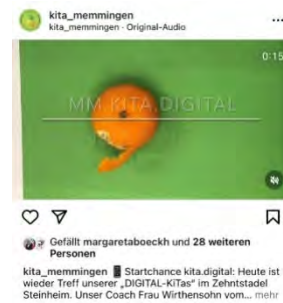 kita_memmingen
kita_memmingen · Original-Audio
0:15
MM.KITA.DIGITAL
Gefällt margaretaboeckh und 28 weiteren
Personen
kita_memmingen 📱 Startchance kita.digital: Heute ist
wieder Treff unserer „DIGITAL-KiTas" im Zehntstadel
Steinheim. Unser Coach Frau Wirthensohn vom... mehr